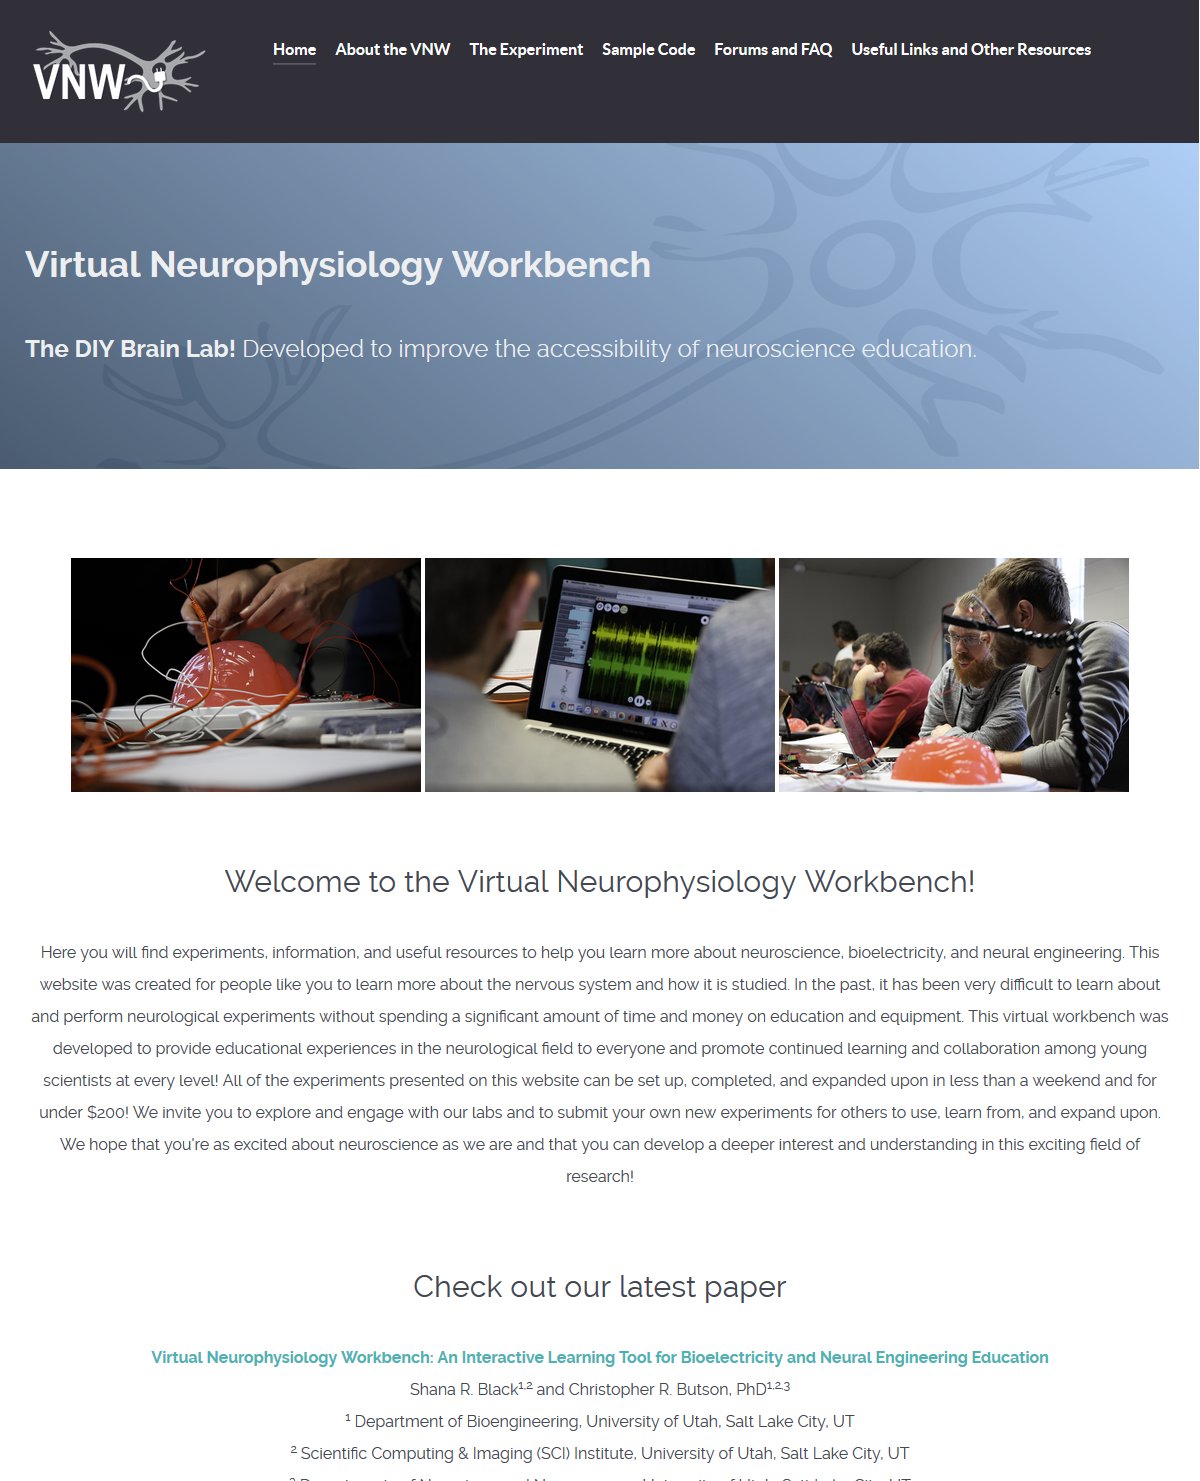 VNW
Home About the VNW The Experiment Sample Code Forums and FAQ Useful Links and Other Resources
Virtual Neurophysiology Workbench
The DIY Brain Lab! Developed to improve the accessibility of neuroscience education.
Welcome to the Virtual Neurophysiology Workbench!
Here you will find experiments, information, and useful resources to help you learn more about neuroscience, bioelectricity, and neural engineering. This
website was created for people like you to learn more about the nervous system and how it is studied. In the past, it has been very difficult to learn about
and perform neurological experiments without spending a significant amount of time and money on education and equipment. This virtual workbench was
developed to provide educational experiences in the neurological field to everyone and promote continued learning and collaboration among young
scientists at every level! All of the experiments presented on this website can be set up, completed, and expanded upon in less than a weekend and for
under $200! We invite you to explore and engage with our labs and to submit your own new experiments for others to use, learn from, and expand upon.
We hope that you're as excited about neuroscience as we are and that you can develop a deeper interest and understanding in this exciting field of
research!
Check out our latest paper
Virtual Neurophysiology Workbench: An Interactive Learning Tool for Bioelectricity and Neural Engineering Education
Shana R. Black1,2 and Christopher R. Butson, PhD1,2,3
1 Department of Bioengineering, University of Utah, Salt Lake City, UT
2 Scientific Computing & Imaging (SCI) Institute, University of Utah, Salt Lake City, UT